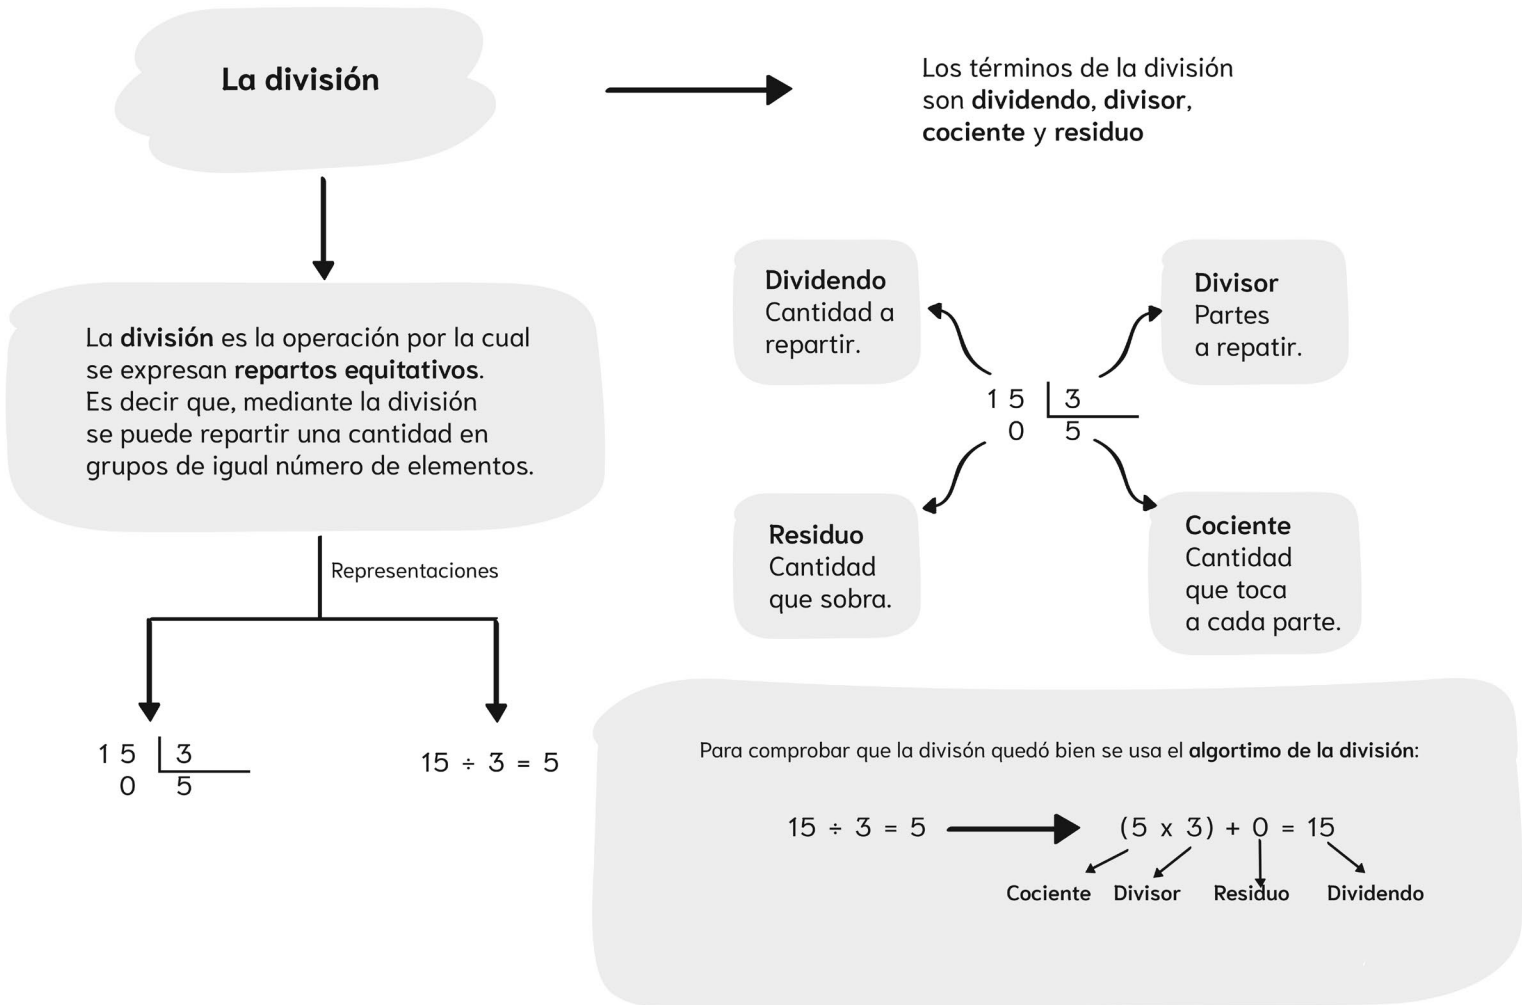 La división
Los términos de la división
son dividendo, divisor,
cociente y residuo
La división es la operación por la cual
se expresan repartos equitativos.
Es decir que, mediante la división
se puede repartir una cantidad en
grupos de igual número de elementos.
Representaciones
1 5 3
0 5
15 ÷ 3 = 5
Dividendo
Cantidad a
repartir.
Divisor
Partes
a repatir.
1 5 3
0 5
Residuo
Cantidad
que sobra.
Cociente
Cantidad
que toca
a cada parte.
Para comprobar que la divisón quedó bien se usa el algortimo de la división:
15 ÷ 3 = 5 (5 x 3) + 0 = 15
Cociente Divisor Residuo Dividendo